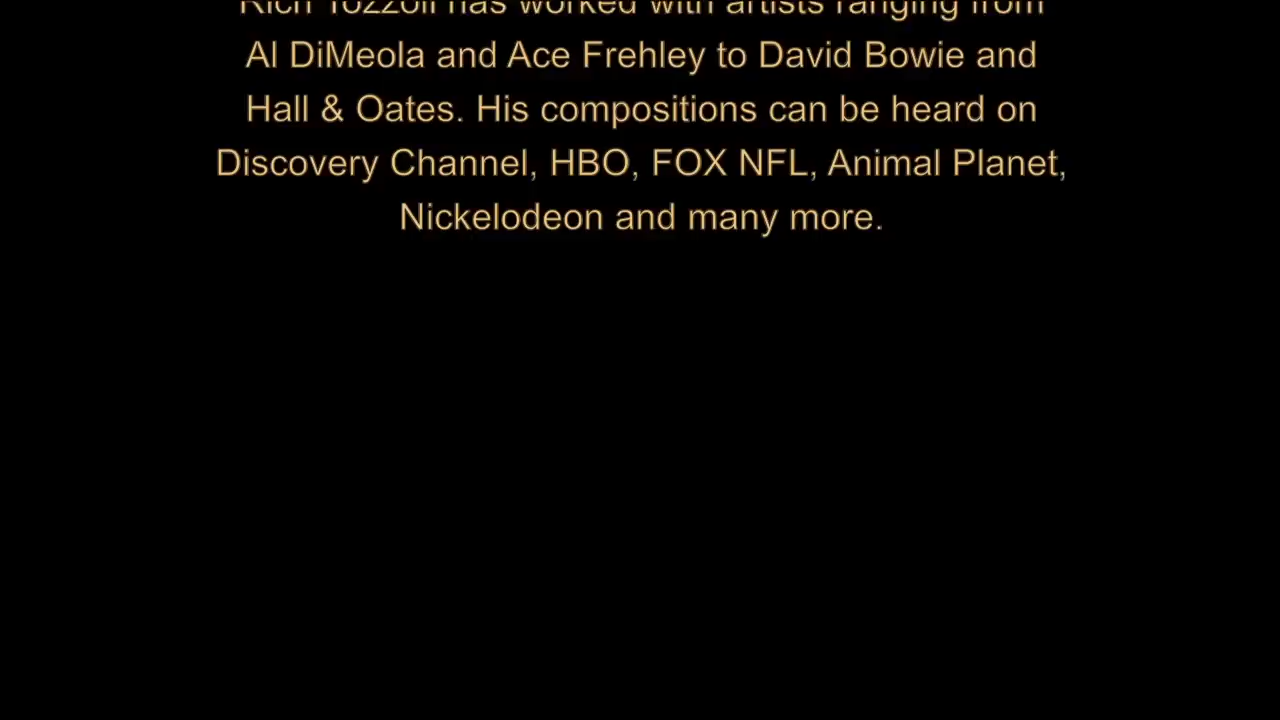 Rich Tozzoli has worked with artists ranging from
Al DiMeola and Ace Frehley to David Bowie and
Hall & Oates. His compositions can be heard on
Discovery Channel, HBO, FOX NFL, Animal Planet,
Nickelodeon and many more.